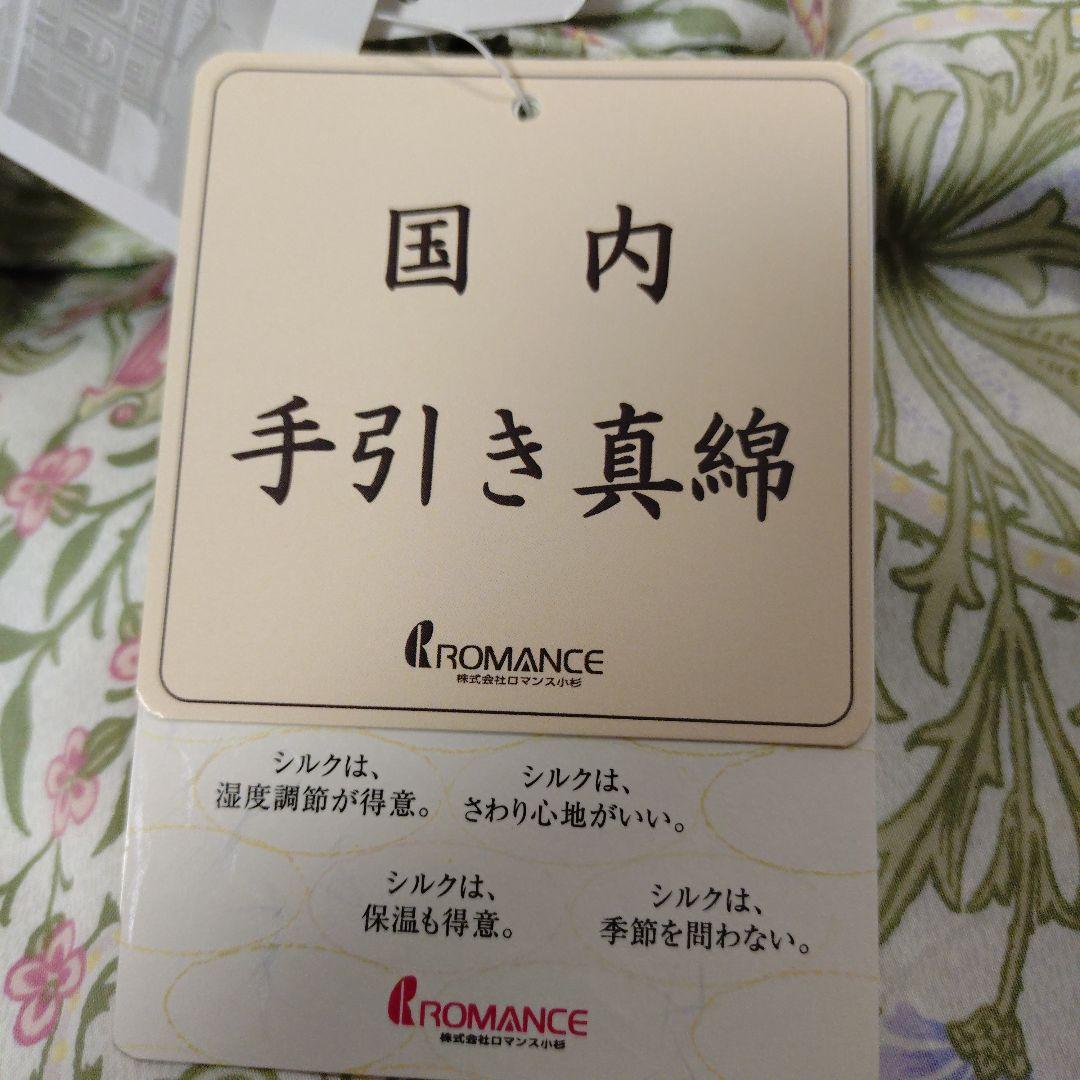 国内
手引き真綿
ROMANCE
株式会社ロマンス小杉
シルクは、
湿度調節が得意。
シルクは、
さわり心地がいい。
シルクは、
保温も得意。
シルクは、
季節を問わない。
ROMANCE
株式会社ロマンス小杉